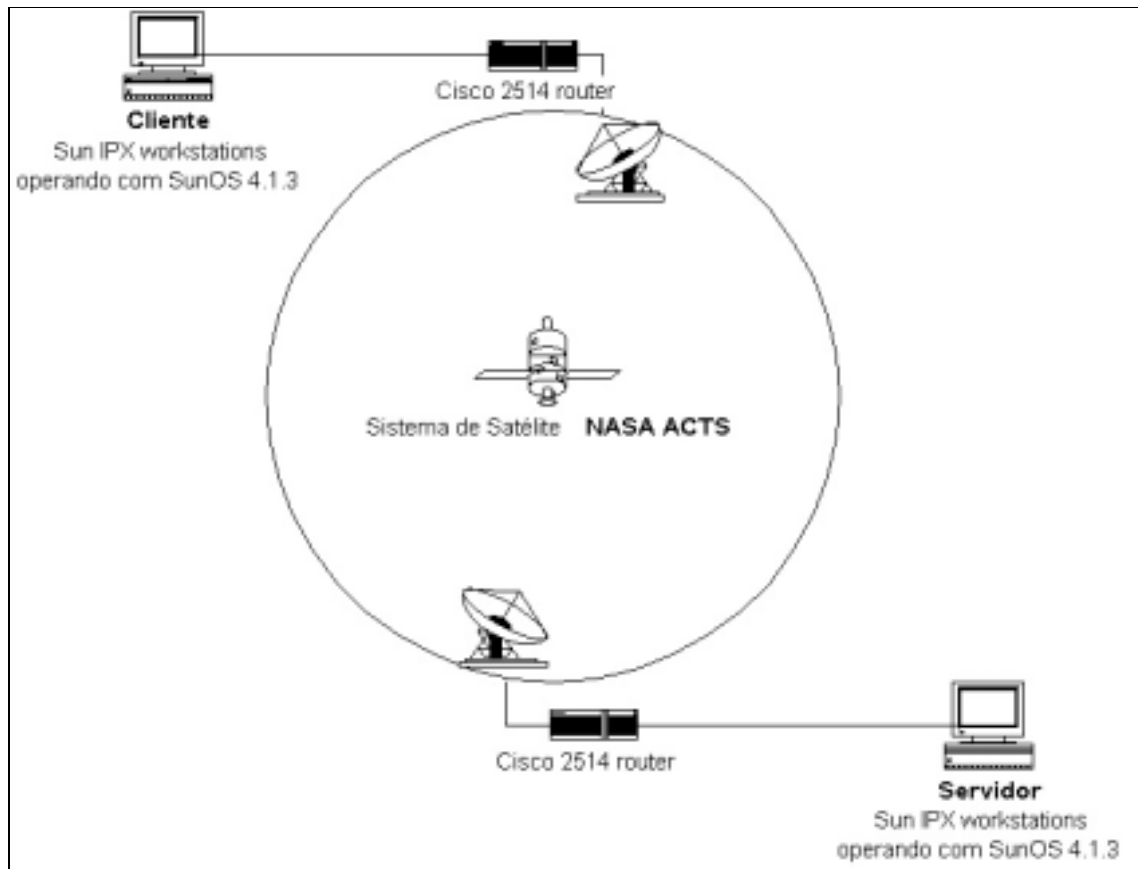 Cisco 2514 router
Cliente
Sun IPX workstations
operando com SunOS 4.1.3
Sistema de Satélite NASA ACTS
Cisco 2514 router
Servidor
Sun IPX workstations
operando com SunOS 4.1.3